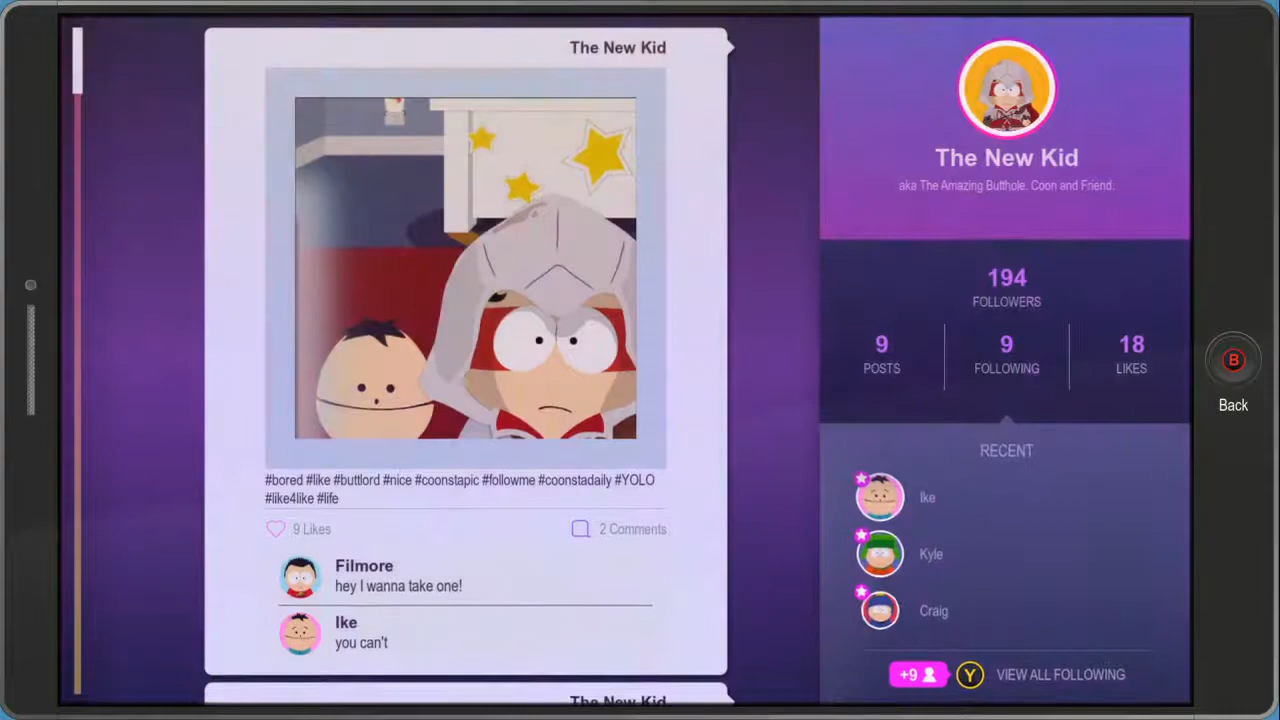 The New Kid
#bored #like #buttlord #nice #coonstapic #followme #coonstadaily #YOLO
#like4like #life
9 Likes
2 Comments
Filmore
hey I wanna take one!
Ike
you can't
The New Kid
The New Kid
aka The Amazing Butthole. Coon and Friend.
194
FOLLOWERS
9
POSTS
9
FOLLOWING
18
LIKES
RECENT
Ike
Kyle
Craig
+9
Y
VIEW ALL FOLLOWING
B
Back